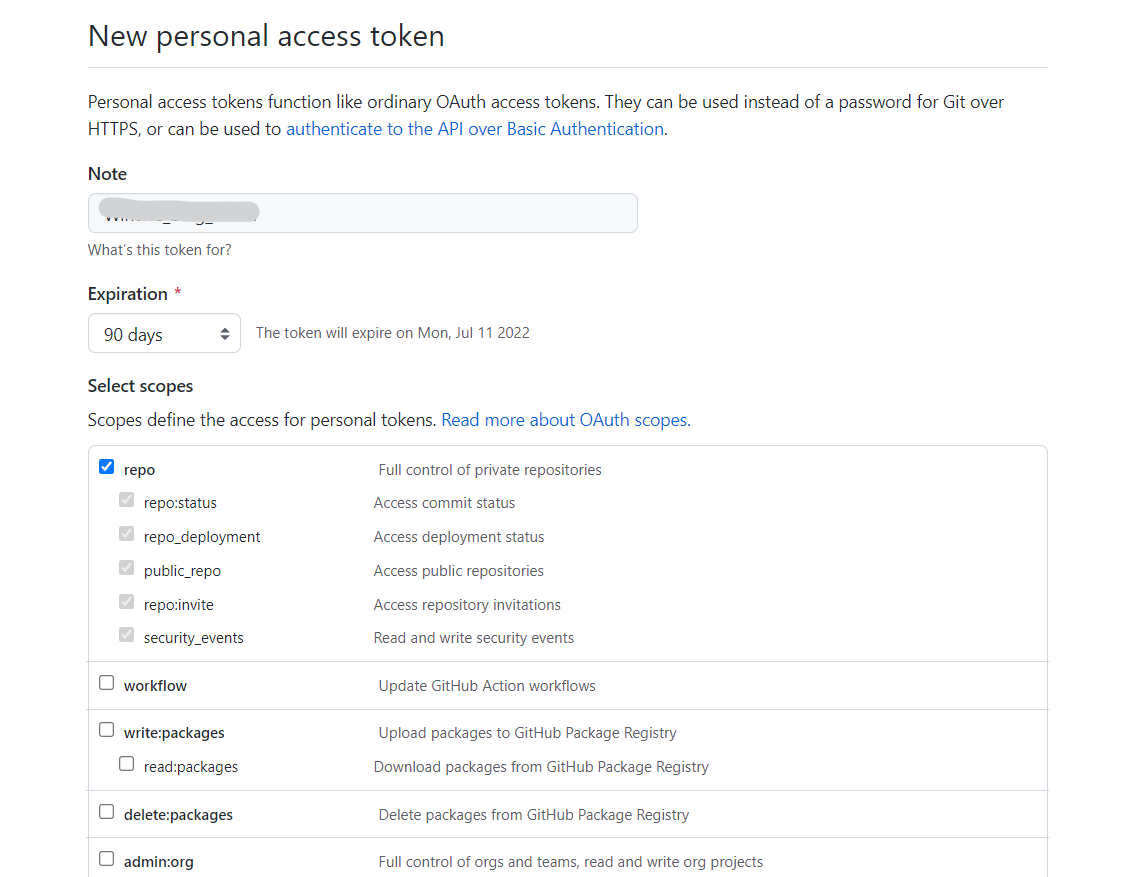 New personal access token
Personal access tokens function like ordinary OAuth access tokens. They can be used instead of a password for Git over
HTTPS, or can be used to authenticate to the API over Basic Authentication.
Note
What's this token for?
Expiration *
90 days The token will expire on Mon, Jul 11 2022
Select scopes
Scopes define the access for personal tokens. Read more about OAuth scopes.
repo Full control of private repositories
repo:status Access commit status
repo_deployment Access deployment status
public_repo Access public repositories
repo:invite Access repository invitations
security_events Read and write security events
workflow Update GitHub Action workflows
write:packages Upload packages to GitHub Package Registry
read:packages Download packages from GitHub Package Registry
delete:packages Delete packages from GitHub Package Registry
admin:org Full control of orgs and teams, read and write org projects